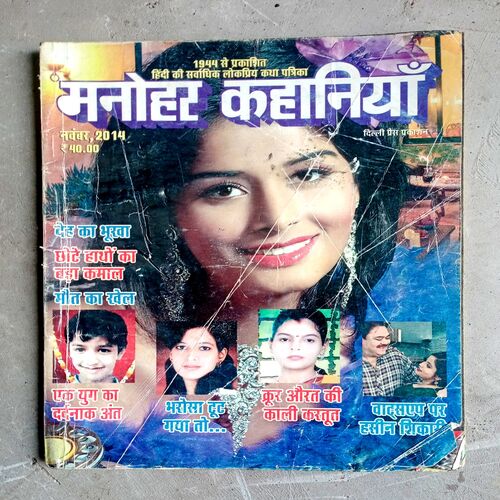 1944 से प्रकाशित
हिंदी की सर्वाधिक लोकप्रिय कथा पत्रिका
मनोहर कहानियाँ
नवंबर, 2014
₹ 40.00
दिल्ली प्रेस प्रकाशन
देह का भूखा
छोटे हाथों का
बड़ा कमाल
मौत का खेल
एक युग का
दर्दनाक अंत
भरोसा टूट
गया तो...
क्रूर औरत की
काली करतूत
वाट्सएप पर
हसीन शिकारी